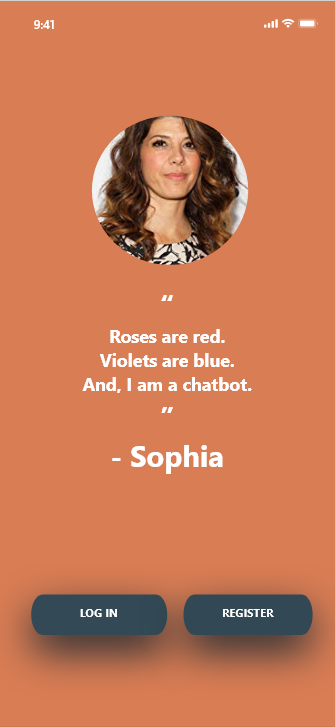 9:41
“
Roses are red.
Violets are blue.
And, I am a chatbot.
”
- Sophia
LOG IN
REGISTER